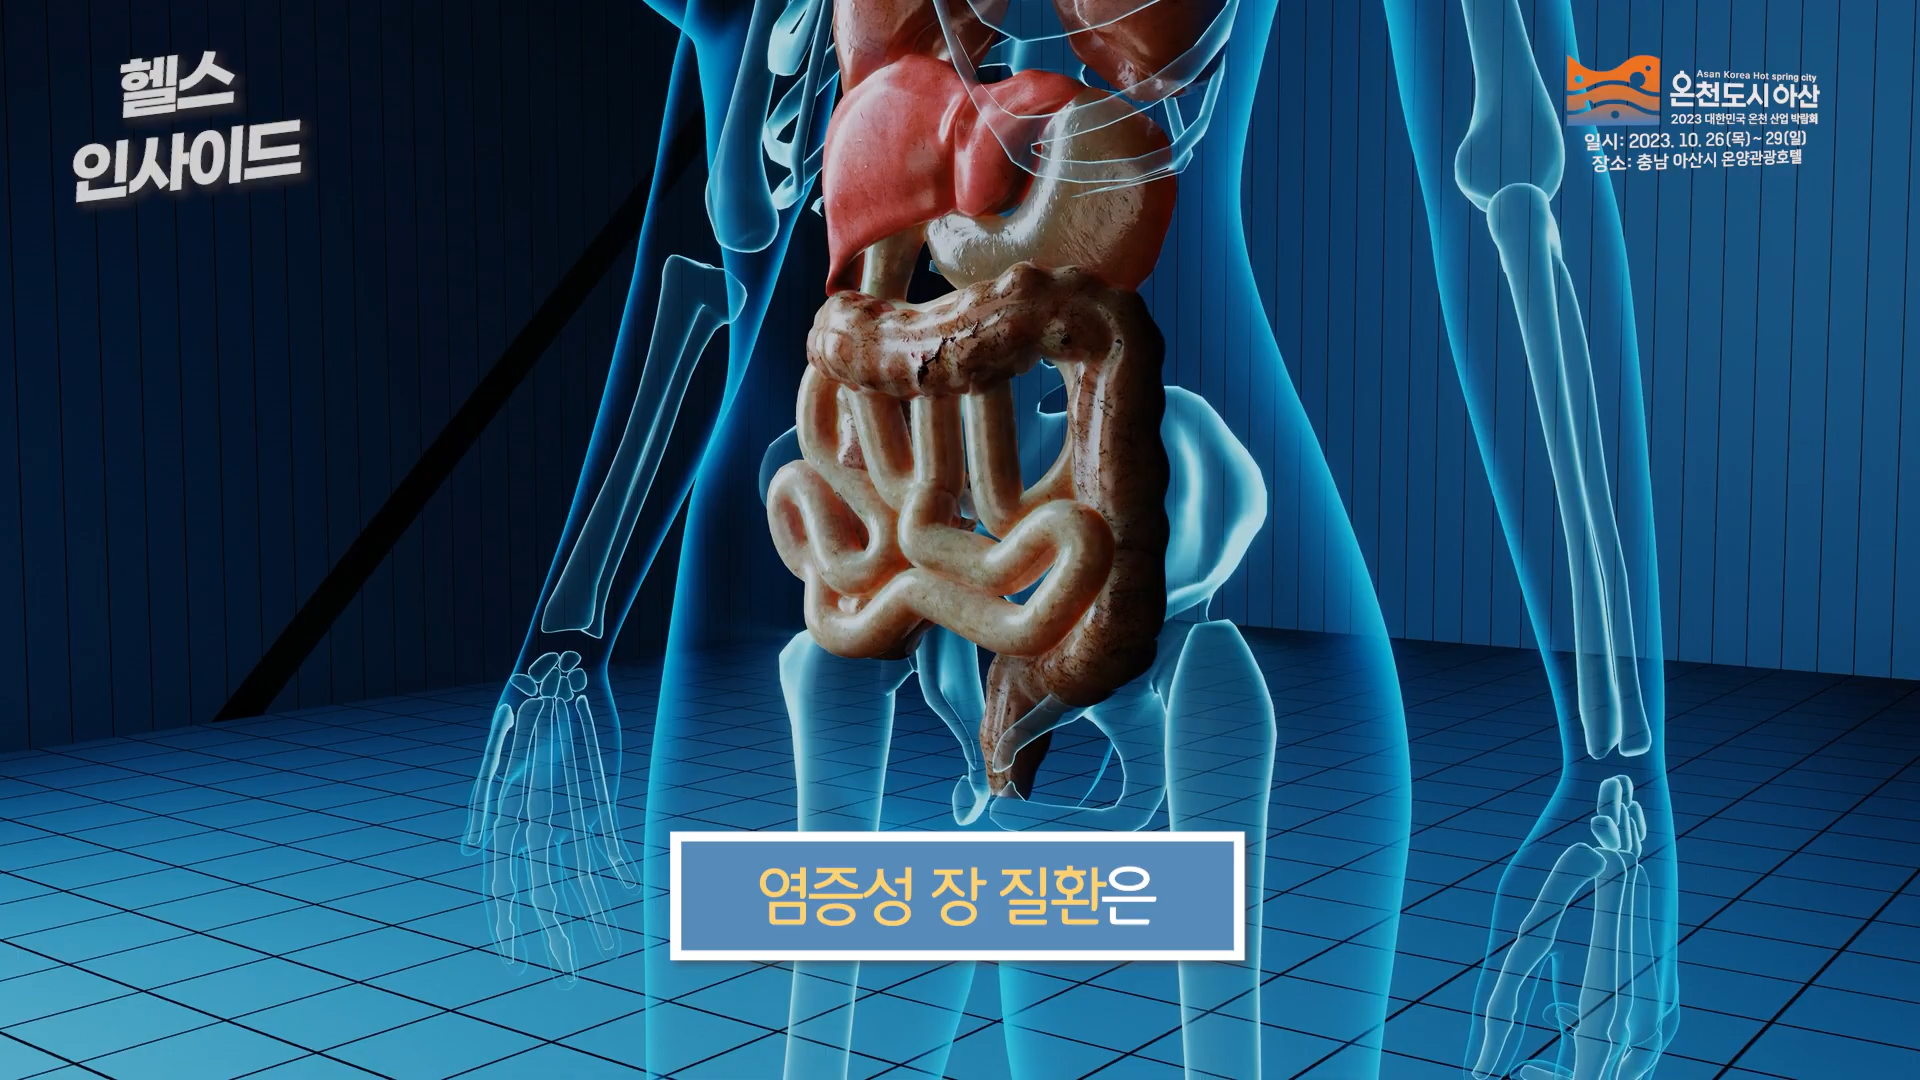 헬스
인사이드
Asan Korea Hot spring city
온천도시아산
2023 대한민국 온천 산업 박람회
일시: 2023. 10. 26(목)~29(일)
장소: 충남 아산시 온양관광호텔
염증성 장 질환은